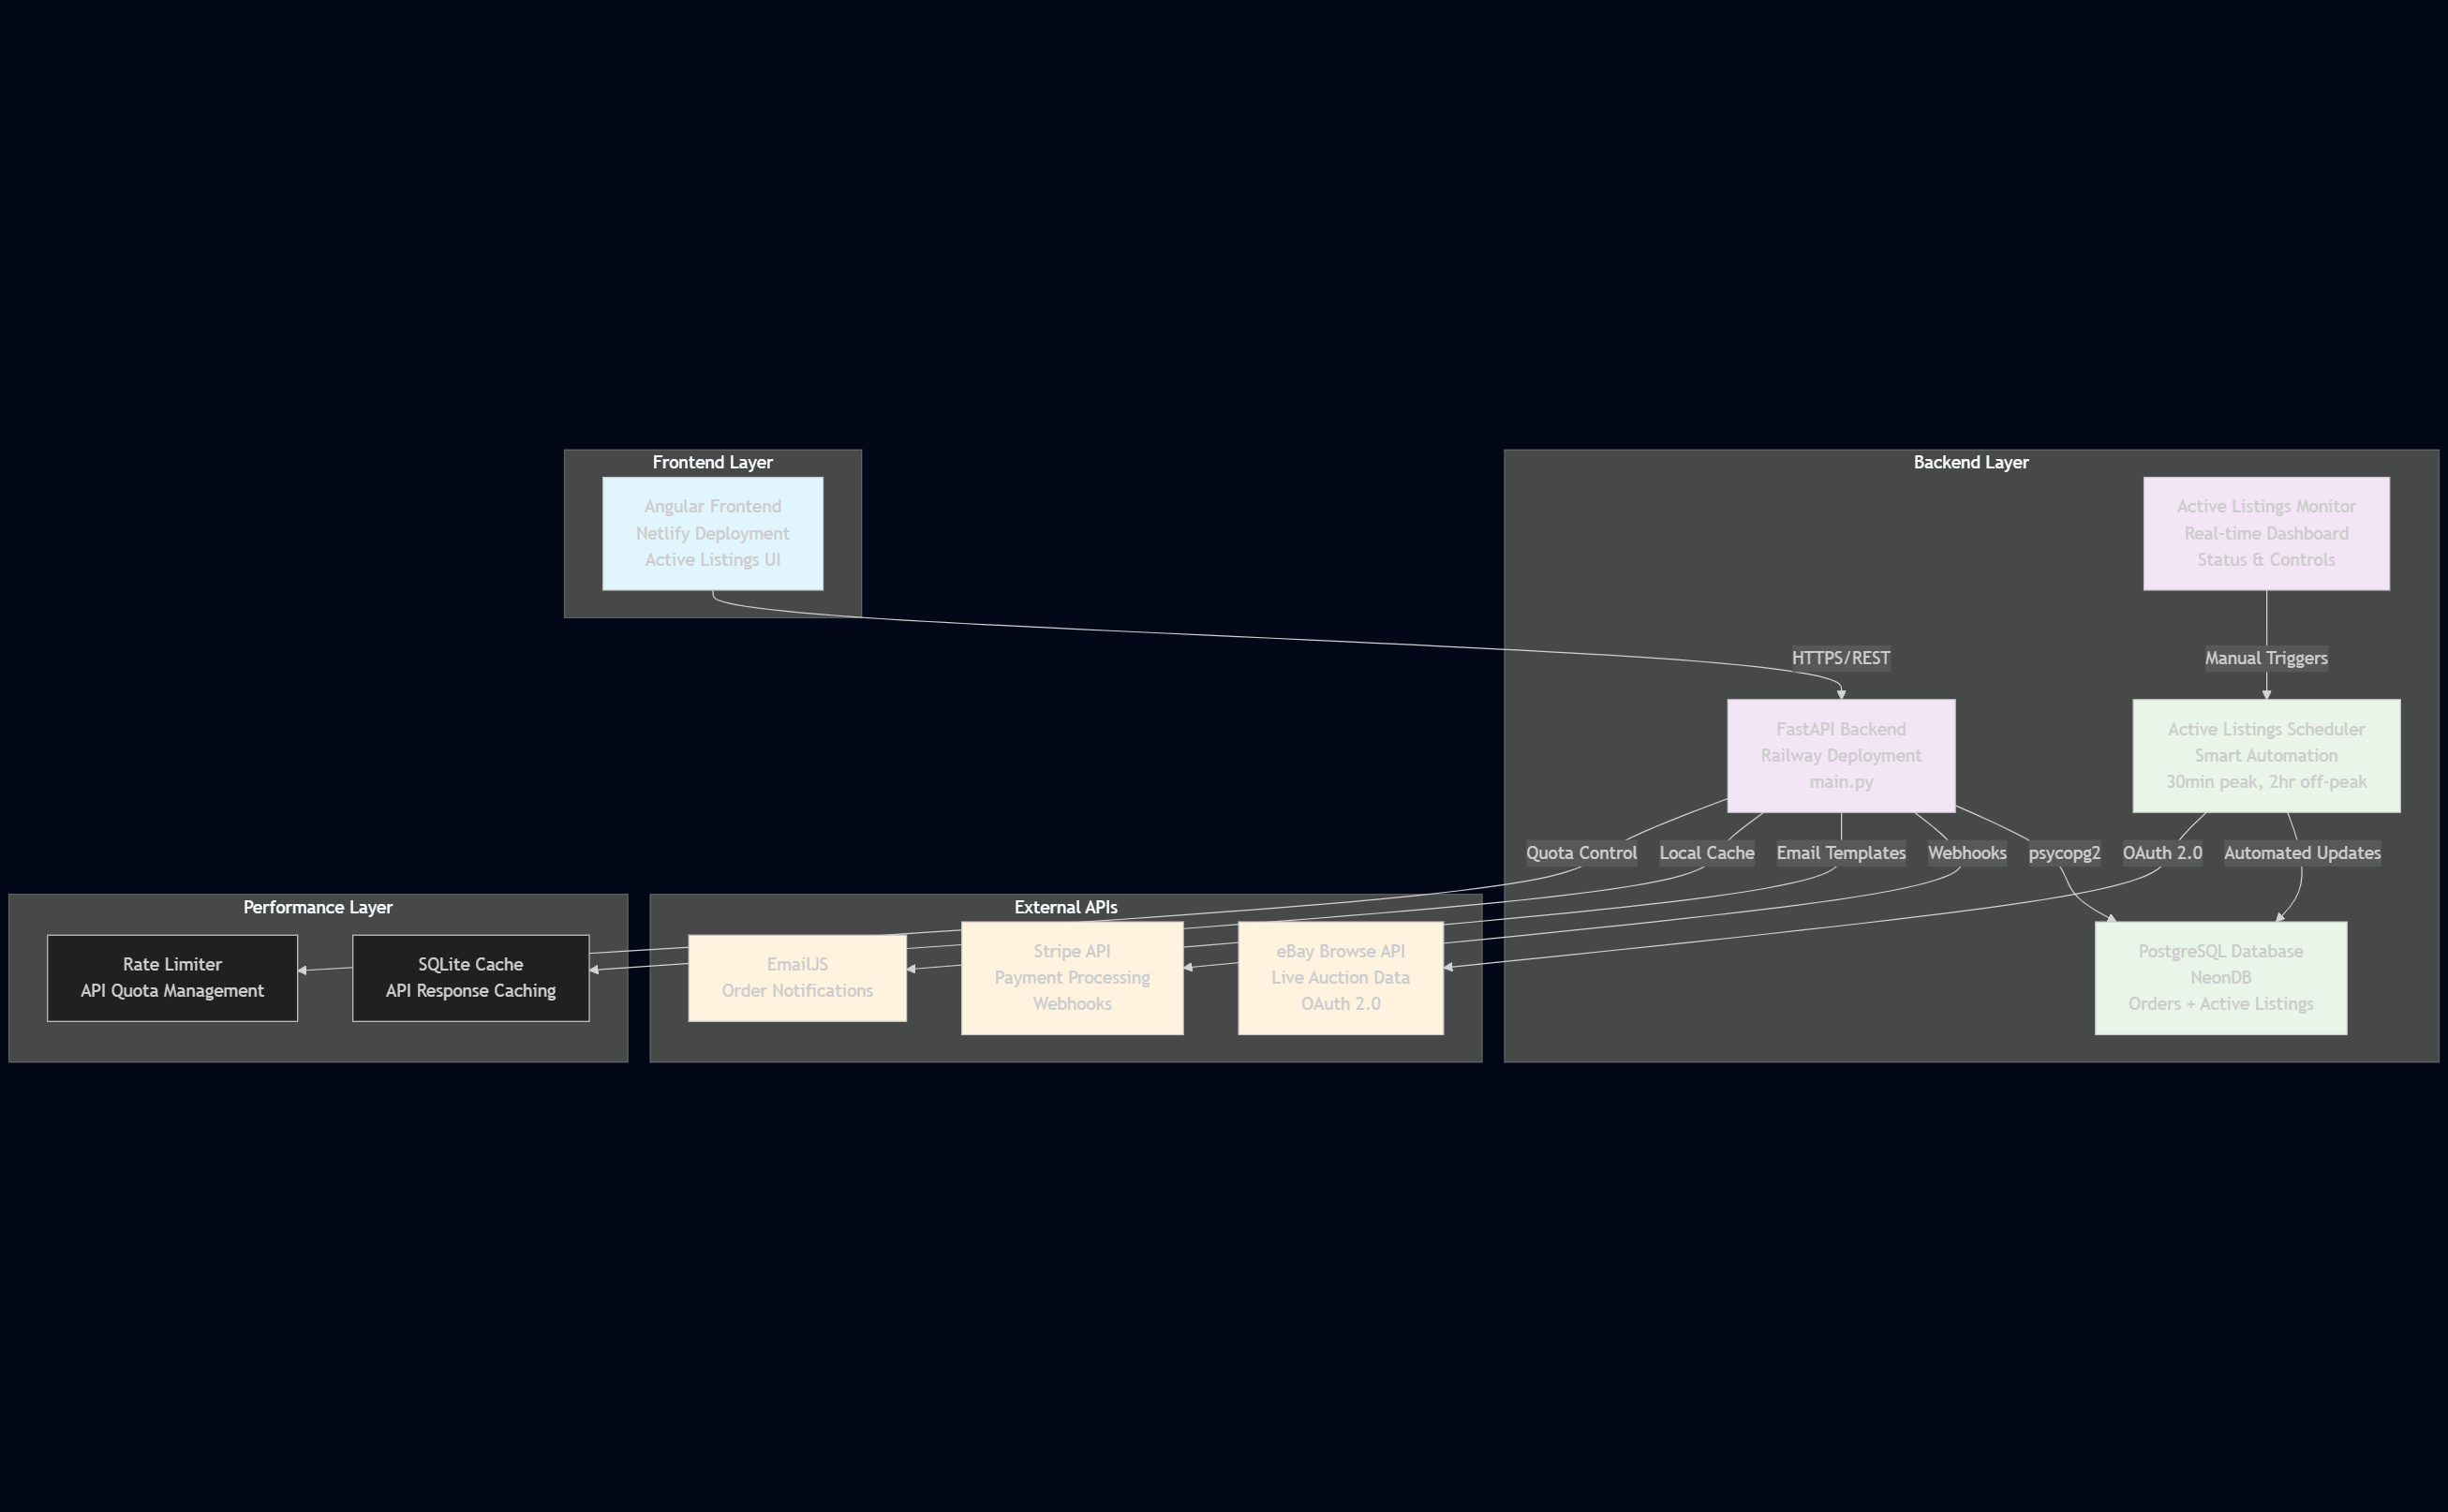 Frontend Layer
Angular Frontend
Netlify Deployment
Active Listings UI
Backend Layer
Active Listings Monitor
Real-time Dashboard
Status & Controls
HTTPS/REST
Manual Triggers
FastAPI Backend
Railway Deployment
main.py
Active Listings Scheduler
Smart Automation
30min peak, 2hr off-peak
Quota Control
Local Cache
Email Templates
Webhooks
psycopg2
OAuth 2.0
Automated Updates
Performance Layer
Rate Limiter
API Quota Management
SQLite Cache
API Response Caching
External APIs
EmailJS
Order Notifications
Stripe API
Payment Processing
Webhooks
eBay Browse API
Live Auction Data
OAuth 2.0
PostgreSQL Database
NeonDB
Orders + Active Listings